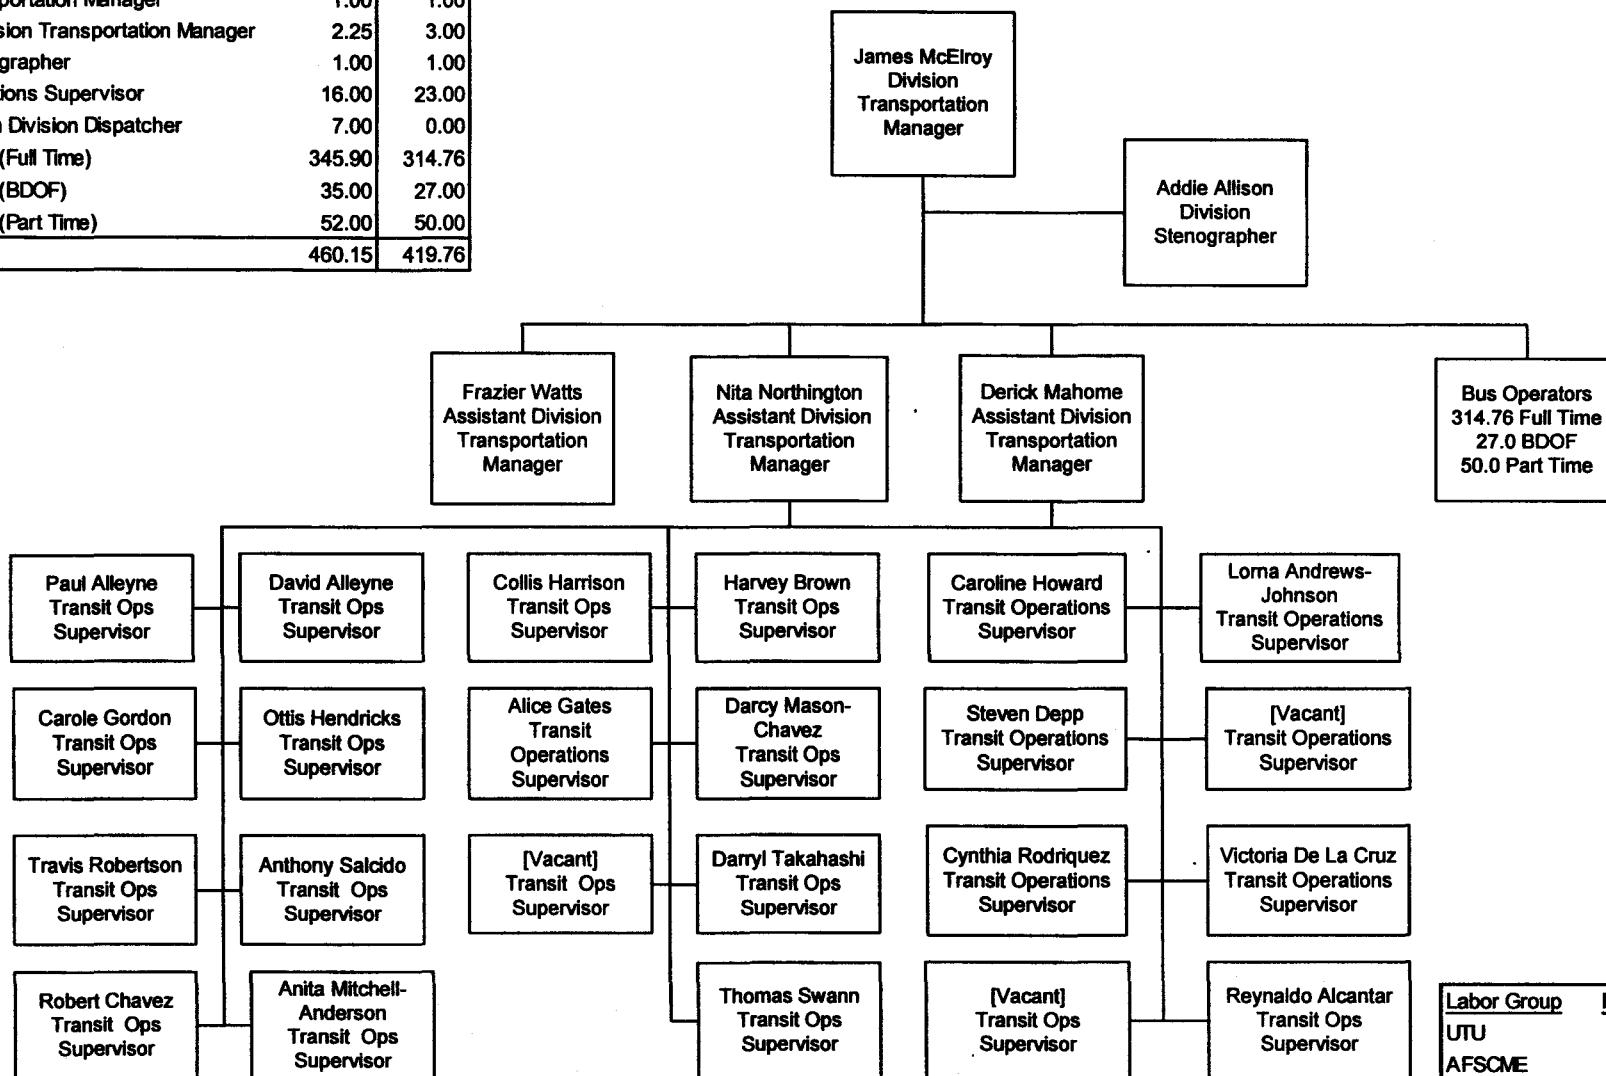 Manager 1.00 1.00
Transportation Manager 2.25 3.00
1.00 1.00
Supervisor 16.00 23.00
Division Dispatcher 7.00 0.00
(Full Time) 345.90 314.76
(BDOF) 35.00 27.00
(Part Time) 52.00 50.00
460.15 419.76
James McElroy
Division
Transportation
Manager
Addie Allison
Division
Stenographer
Frazier Watts
Assistant Division
Transportation
Manager
Nita Northington
Assistant Division
Transportation
Manager
Derick Mahome
Assistant Division
Transportation
Manager
Bus Operators
314.76 Full Time
27.0 BDOF
50.0 Part Time
Paul Alleyne
Transit Ops
Supervisor
David Alleyne
Transit Ops
Supervisor
Collis Harrison
Transit Ops
Supervisor
Harvey Brown
Transit Ops
Supervisor
Caroline Howard
Transit Operations
Supervisor
Lorna Andrews-
Johnson
Transit Operations
Supervisor
Carole Gordon
Transit Ops
Supervisor
Ottis Hendricks
Transit Ops
Supervisor
Alice Gates
Transit
Operations
Supervisor
Darcy Mason-
Chavez
Transit Ops
Supervisor
Steven Depp
Transit Operations
Supervisor
[Vacant]
Transit Operations
Supervisor
Travis Robertson
Transit Ops
Supervisor
Anthony Salcido
Transit Ops
Supervisor
[Vacant]
Transit Ops
Supervisor
Darryl Takahashi
Transit Ops
Supervisor
Cynthia Rodriquez
Transit Operations
Supervisor
Victoria De La Cruz
Transit Operations
Supervisor
Robert Chavez
Transit Ops
Supervisor
Anita Mitchell-
Anderson
Transit Ops
Supervisor
Thomas Swann
Transit Ops
Supervisor
[Vacant]
Transit Ops
Supervisor
Reynaldo Alcantar
Transit Ops
Supervisor
Labor Group
UTU
AFSCME